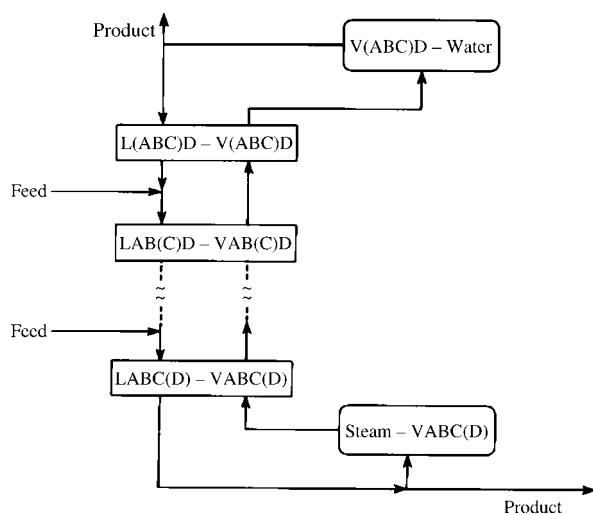 Product
V(ABC)D – Water
L(ABC)D – V(ABC)D
Feed
LAB(C)D – VAB(C)D
Feed
LABC(D) – VABC(D)
Steam – VABC(D)
Product